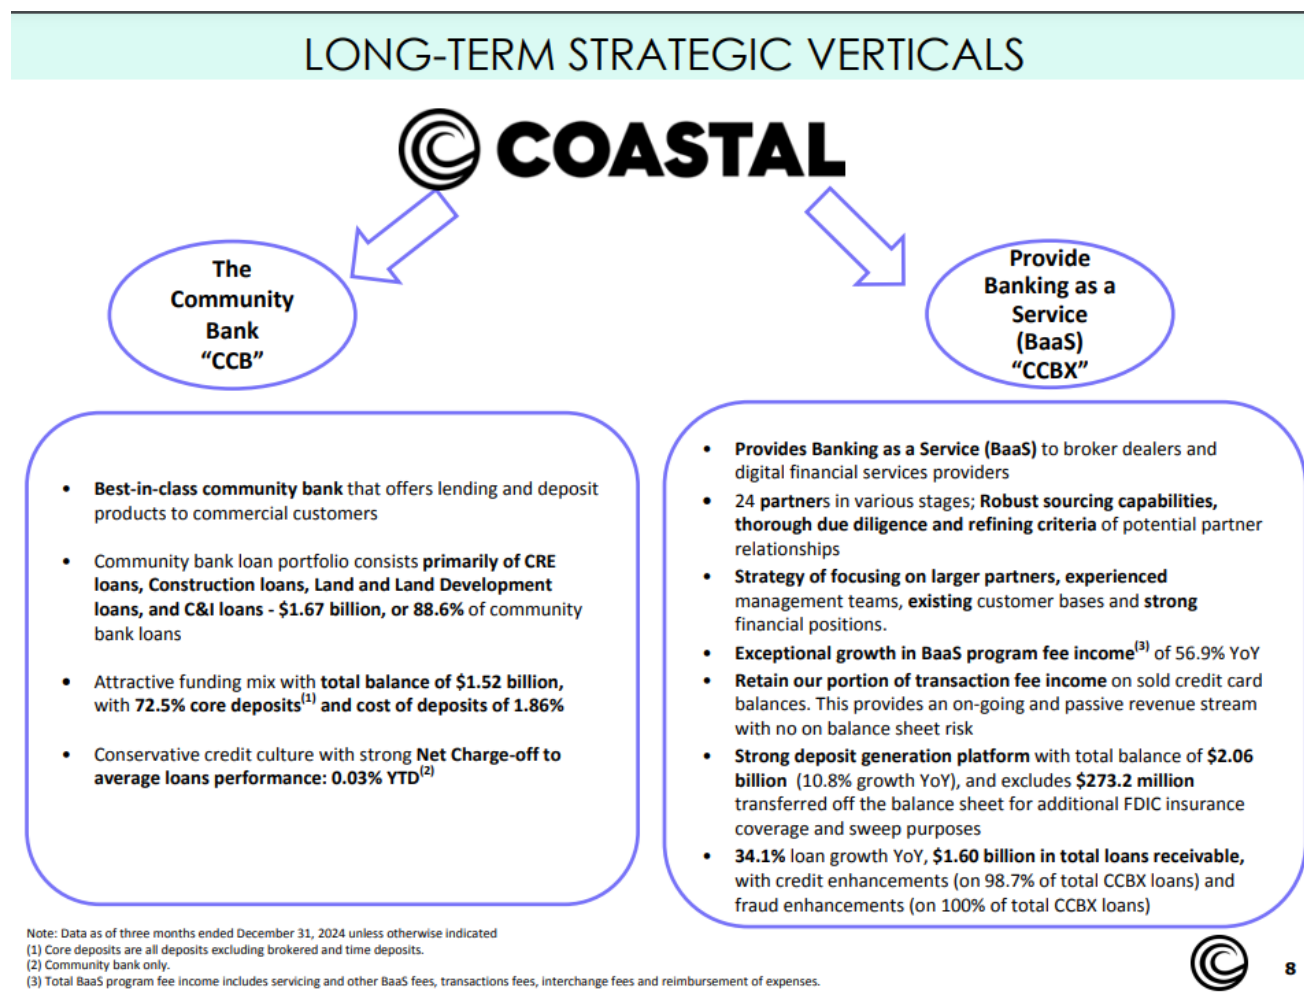 LONG-TERM STRATEGIC VERTICALS
COASTAL
The
Community
Bank
“CCB”
Provide
Banking as a
Service
(BaaS)
“CCBX”
• Best-in-class community bank that offers lending and deposit
products to commercial customers
• Community bank loan portfolio consists primarily of CRE
loans, Construction loans, Land and Land Development
loans, and C&I loans - $1.67 billion, or 88.6% of community
bank loans
• Attractive funding mix with total balance of $1.52 billion,
with 72.5% core deposits(1) and cost of deposits of 1.86%
• Conservative credit culture with strong Net Charge-off to
average loans performance: 0.03% YTD(2)
• Provides Banking as a Service (BaaS) to broker dealers and
digital financial services providers
• 24 partners in various stages; Robust sourcing capabilities,
thorough due diligence and refining criteria of potential partner
relationships
• Strategy of focusing on larger partners, experienced
management teams, existing customer bases and strong
financial positions.
• Exceptional growth in BaaS program fee income(3) of 56.9% YoY
• Retain our portion of transaction fee income on sold credit card
balances. This provides an on-going and passive revenue stream
with no on balance sheet risk
• Strong deposit generation platform with total balance of $2.06
billion (10.8% growth YoY), and excludes $273.2 million
transferred off the balance sheet for additional FDIC insurance
coverage and sweep purposes
• 34.1% loan growth YoY, $1.60 billion in total loans receivable,
with credit enhancements (on 98.7% of total CCBX loans) and
fraud enhancements (on 100% of total CCBX loans)
Note: Data as of three months ended December 31, 2024 unless otherwise indicated
(1) Core deposits are all deposits excluding brokered and time deposits.
(2) Community bank only.
(3) Total BaaS program fee income includes servicing and other BaaS fees, transactions fees, interchange fees and reimbursement of expenses.
8